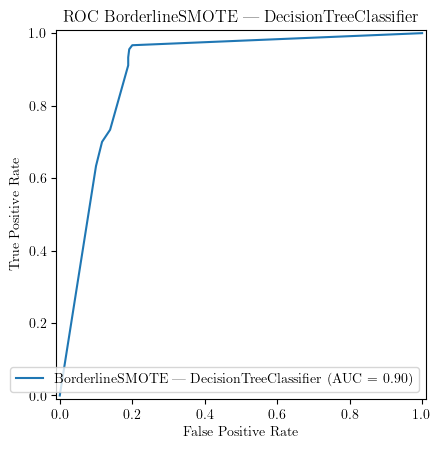 ROC BorderlineSMOTE — DecisionTreeClassifier
1.0
0.8
0.6
0.4
0.2
0.0
True Positive Rate
BorderlineSMOTE — DecisionTreeClassifier (AUC = 0.90)
0.0 0.2 0.4 0.6 0.8 1.0
False Positive Rate